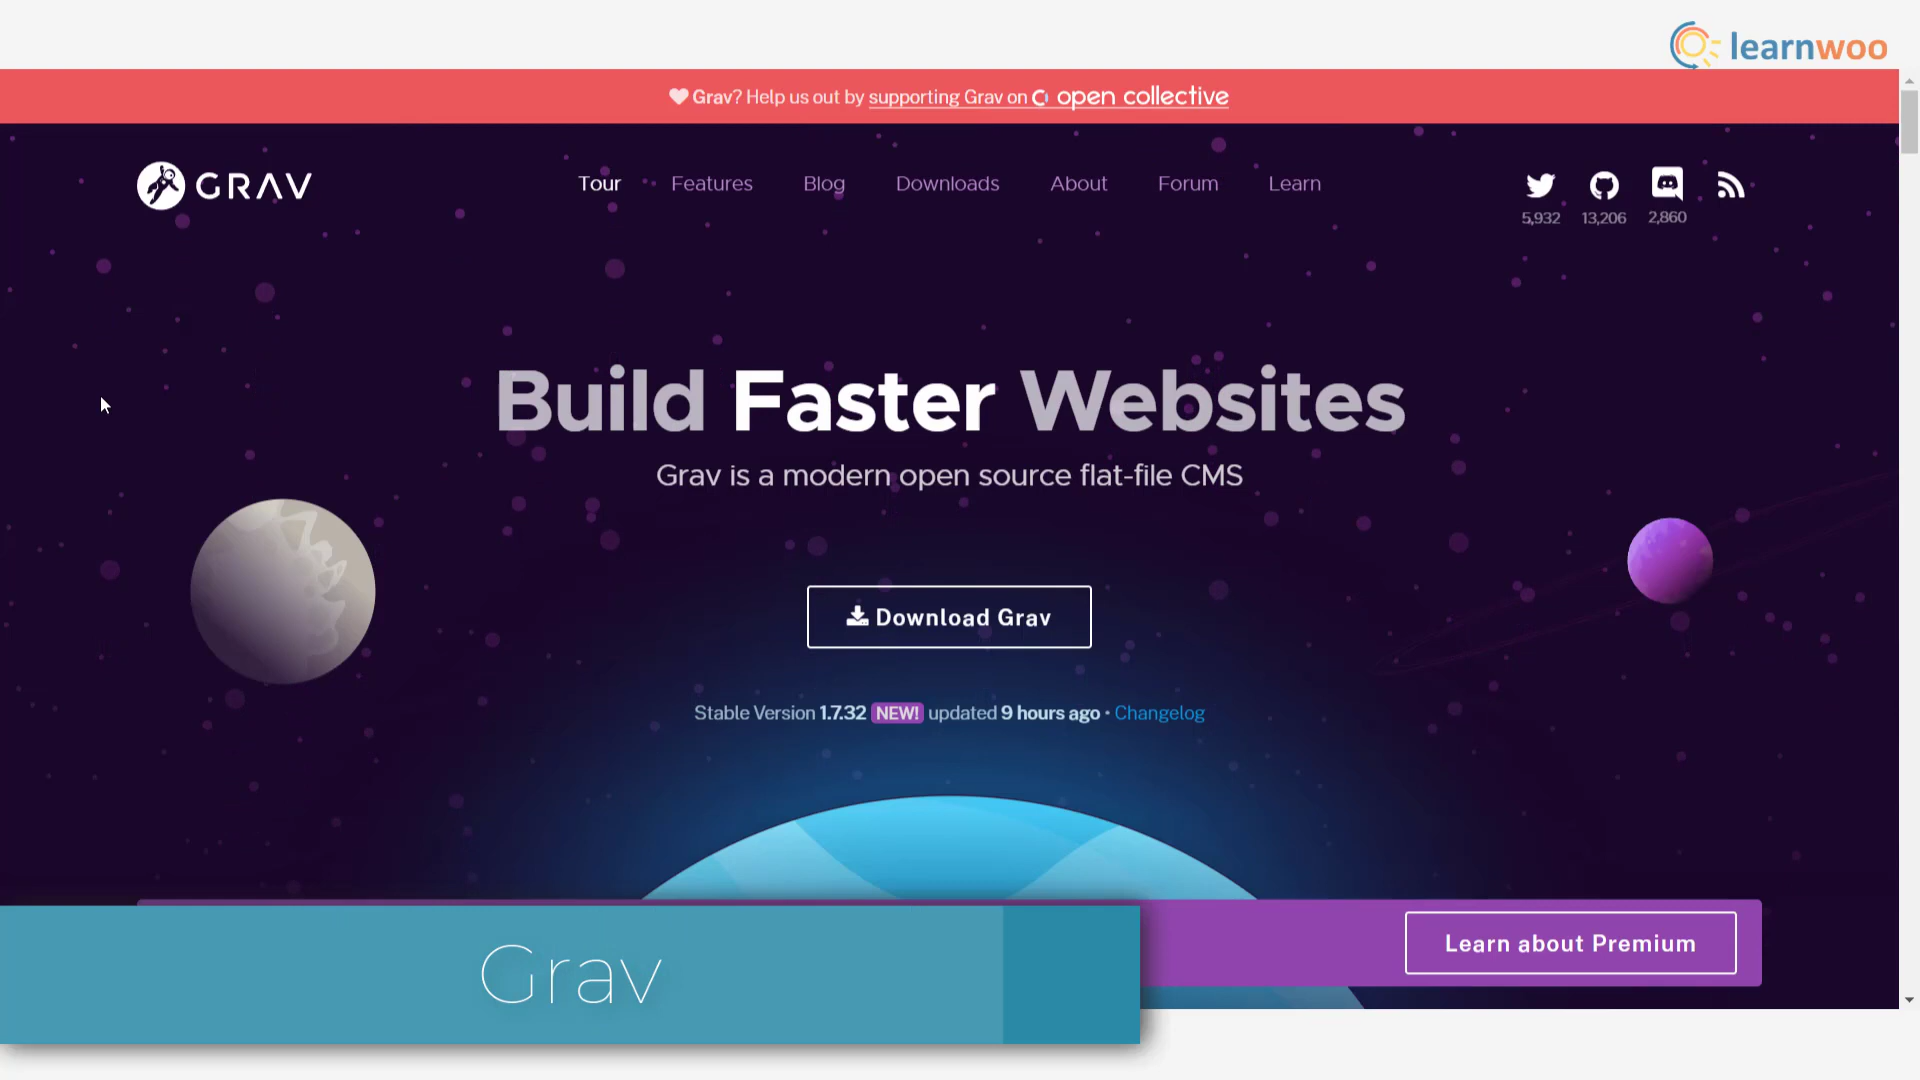 learnwoo
Grav? Help us out by supporting Grav on open collective
GRAV
Tour Features Blog Downloads About Forum Learn
5,932 13,206 2,860
Build Faster Websites
Grav is a modern open source flat-file CMS
Download Grav
Stable Version 1.7.32 NEW! updated 9 hours ago • Changelog
Learn about Premium
Grav